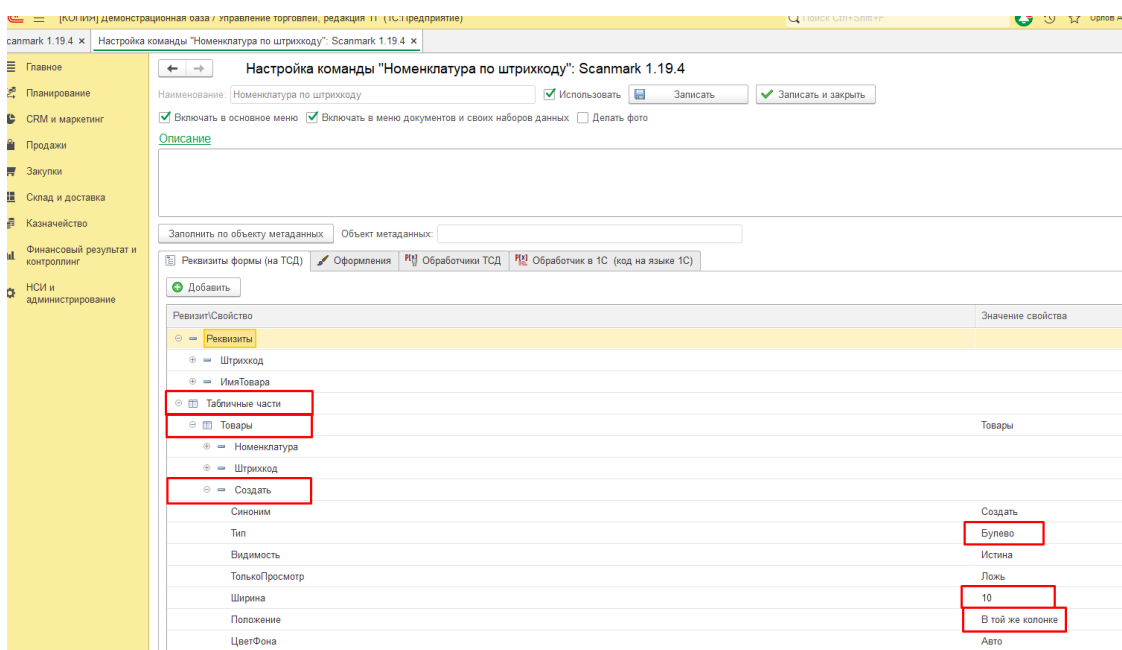 [КОПИЯ] Демонстрационная база / Управление торговлей, редакция 11 (1С:Предприятие)
Поиск Ctrl+Shift+F
Орлов А
canmark 1.19.4 × Настройка команды "Номенклатура по штрихкоду": Scanmark 1.19.4 ×
Главное
Планирование
CRM и маркетинг
Продажи
Закупки
Склад и доставка
Казначейство
Финансовый результат и
контроллинг
НСИ и
администрирование
Настройка команды "Номенклатура по штрихкоду": Scanmark 1.19.4
Наименование: Номенклатура по штрихкоду Использовать Записать Записать и закрыть
Включать в основное меню Включать в меню документов и своих наборов данных Делать фото
Описание
Заполнить по объекту метаданных Объект метаданных:
Реквизиты формы (на ТСД) Оформления Обработчики ТСД Обработчик в 1С (код на языке 1С)
Добавить
Ревизит\Свойство Значение свойства
Реквизиты
Штрихкод
ИмяТовара
Табличные части
Товары Товары
Номенклатура
Штрихкод
Создать
Синоним Создать
Тип Булево
Видимость Истина
ТолькоПросмотр Ложь
Ширина 10
Положение В той же колонке
ЦветФона Авто